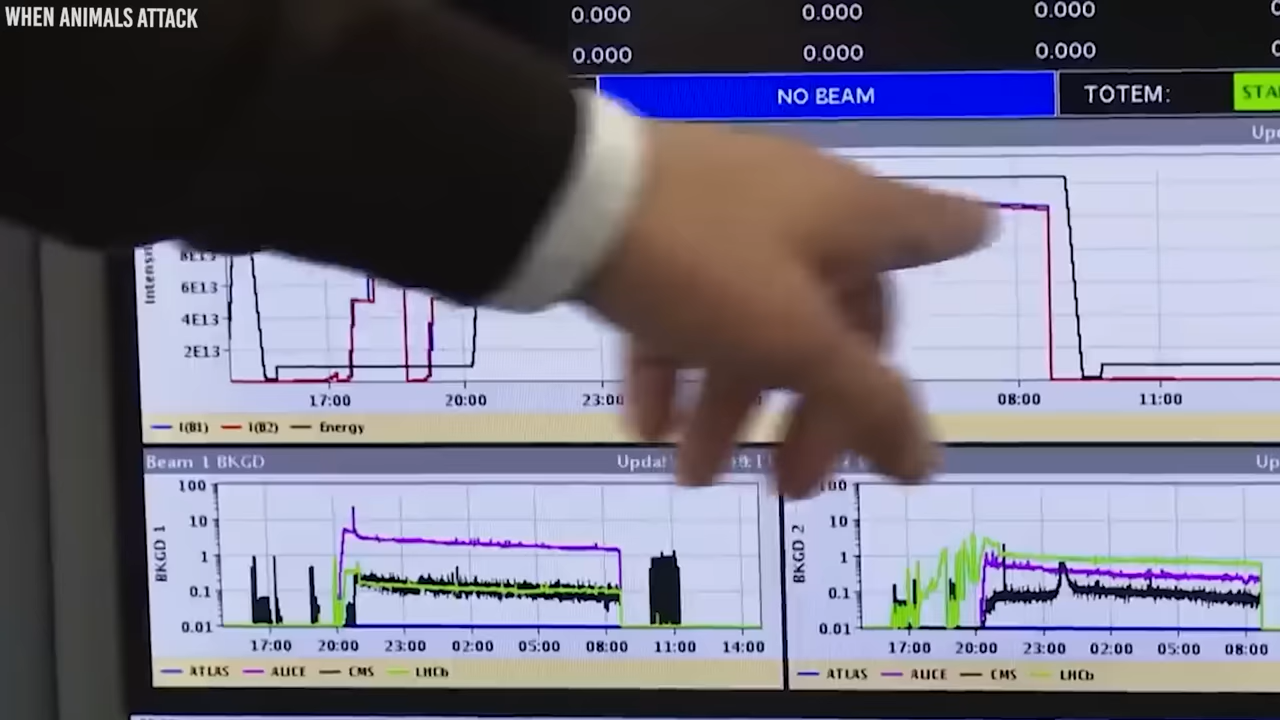 WHEN ANIMALS ATTACK
0.000 0.000 0.000
0.000 0.000 0.000
NO BEAM TOTEM:
8E13
6E13
4E13
2E13
17:00 20:00 23:00 08:00 11:00
I(B1) I(B2) Energy
Beam 1 BKGD
BKGD 1
100
10
1
0.1
0.01
17:00 20:00 23:00 02:00 05:00 08:00 11:00 14:00
ATLAS ALICE CMS LHCb
BKGD 2
100
10
1
0.1
0.01
17:00 20:00 23:00 02:00 05:00 08:00
ATLAS ALICE CMS LHCb